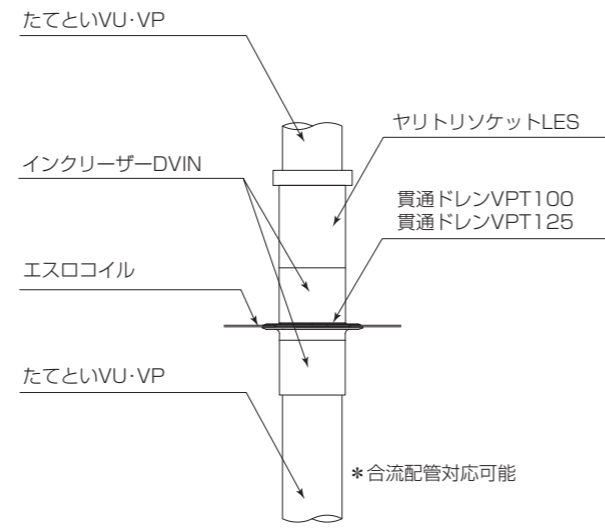 たてといVU･VP
ヤリトリソケットLES
インクリーザーDVIN
貫通ドレンVPT100
貫通ドレンVPT125
エスロコイル
たてといVU･VP
＊合流配管対応可能